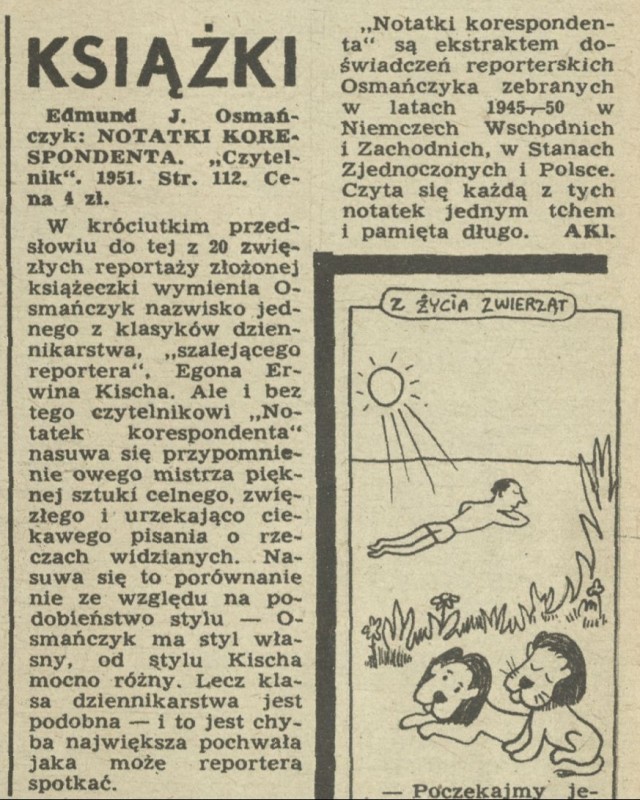 KSIĄŻKI
Edmund J. Osmań-
czyk: NOTATKI KORE-
SPONDENTA. „Czytel-
nik“. 1951. Str. 112. Ce-
na 4 zł.
W króciutkim przed-
słowiu do tej z 20 zwię-
złych reportaży złożonej
książeczki wymienia O-
smańczyk nazwisko jed-
nego z klasyków dzien-
nikarstwa, „szalejącego
reportera“, Egona Er-
wina Kischa. Ale i bez
tego czytelnikowi „No-
tatek korespondenta“
nasuwa się przypomnie-
nie owego mistrza pięk-
nej sztuki celnego, zwię-
złego i urzekająco cie-
kawego pisania o rze-
czach widzianych. Na-
suwa się to porównanie
nie ze względu na po-
dobieństwo stylu — O-
smańczyk ma styl wła-
sny, od stylu Kischa
mocno różny. Lecz kla-
sa dziennikarstwa jest
podobna — i to jest chy-
ba największa pochwała
jaka może reportera
spotkać.
„Notatki koresponden-
ta“ są ekstraktem do-
świadczeń reporterskich
Osmańczyka zebranych
w latach 1945—50 w
Niemczech Wschodnich
i Zachodnich, w Stanach
Zjednoczonych i Polsce.
Czyta się każdą z tych
notatek jednym tchem
i pamięta długo. AKI.
Z ŻYCIA ZWIERZĄT
— Poczekajmy je-